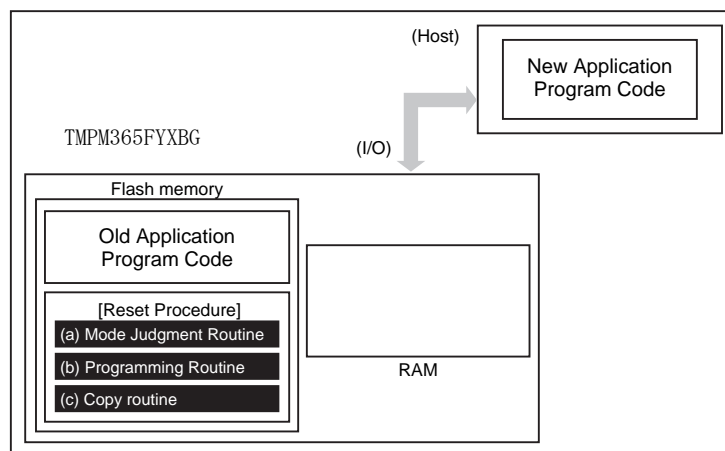 (Host)
New Application
Program Code
TMPM365FYXBG
(I/O)
Flash memory
Old Application
Program Code
[Reset Procedure]
(a) Mode Judgment Routine
(b) Programming Routine
(c) Copy routine
RAM